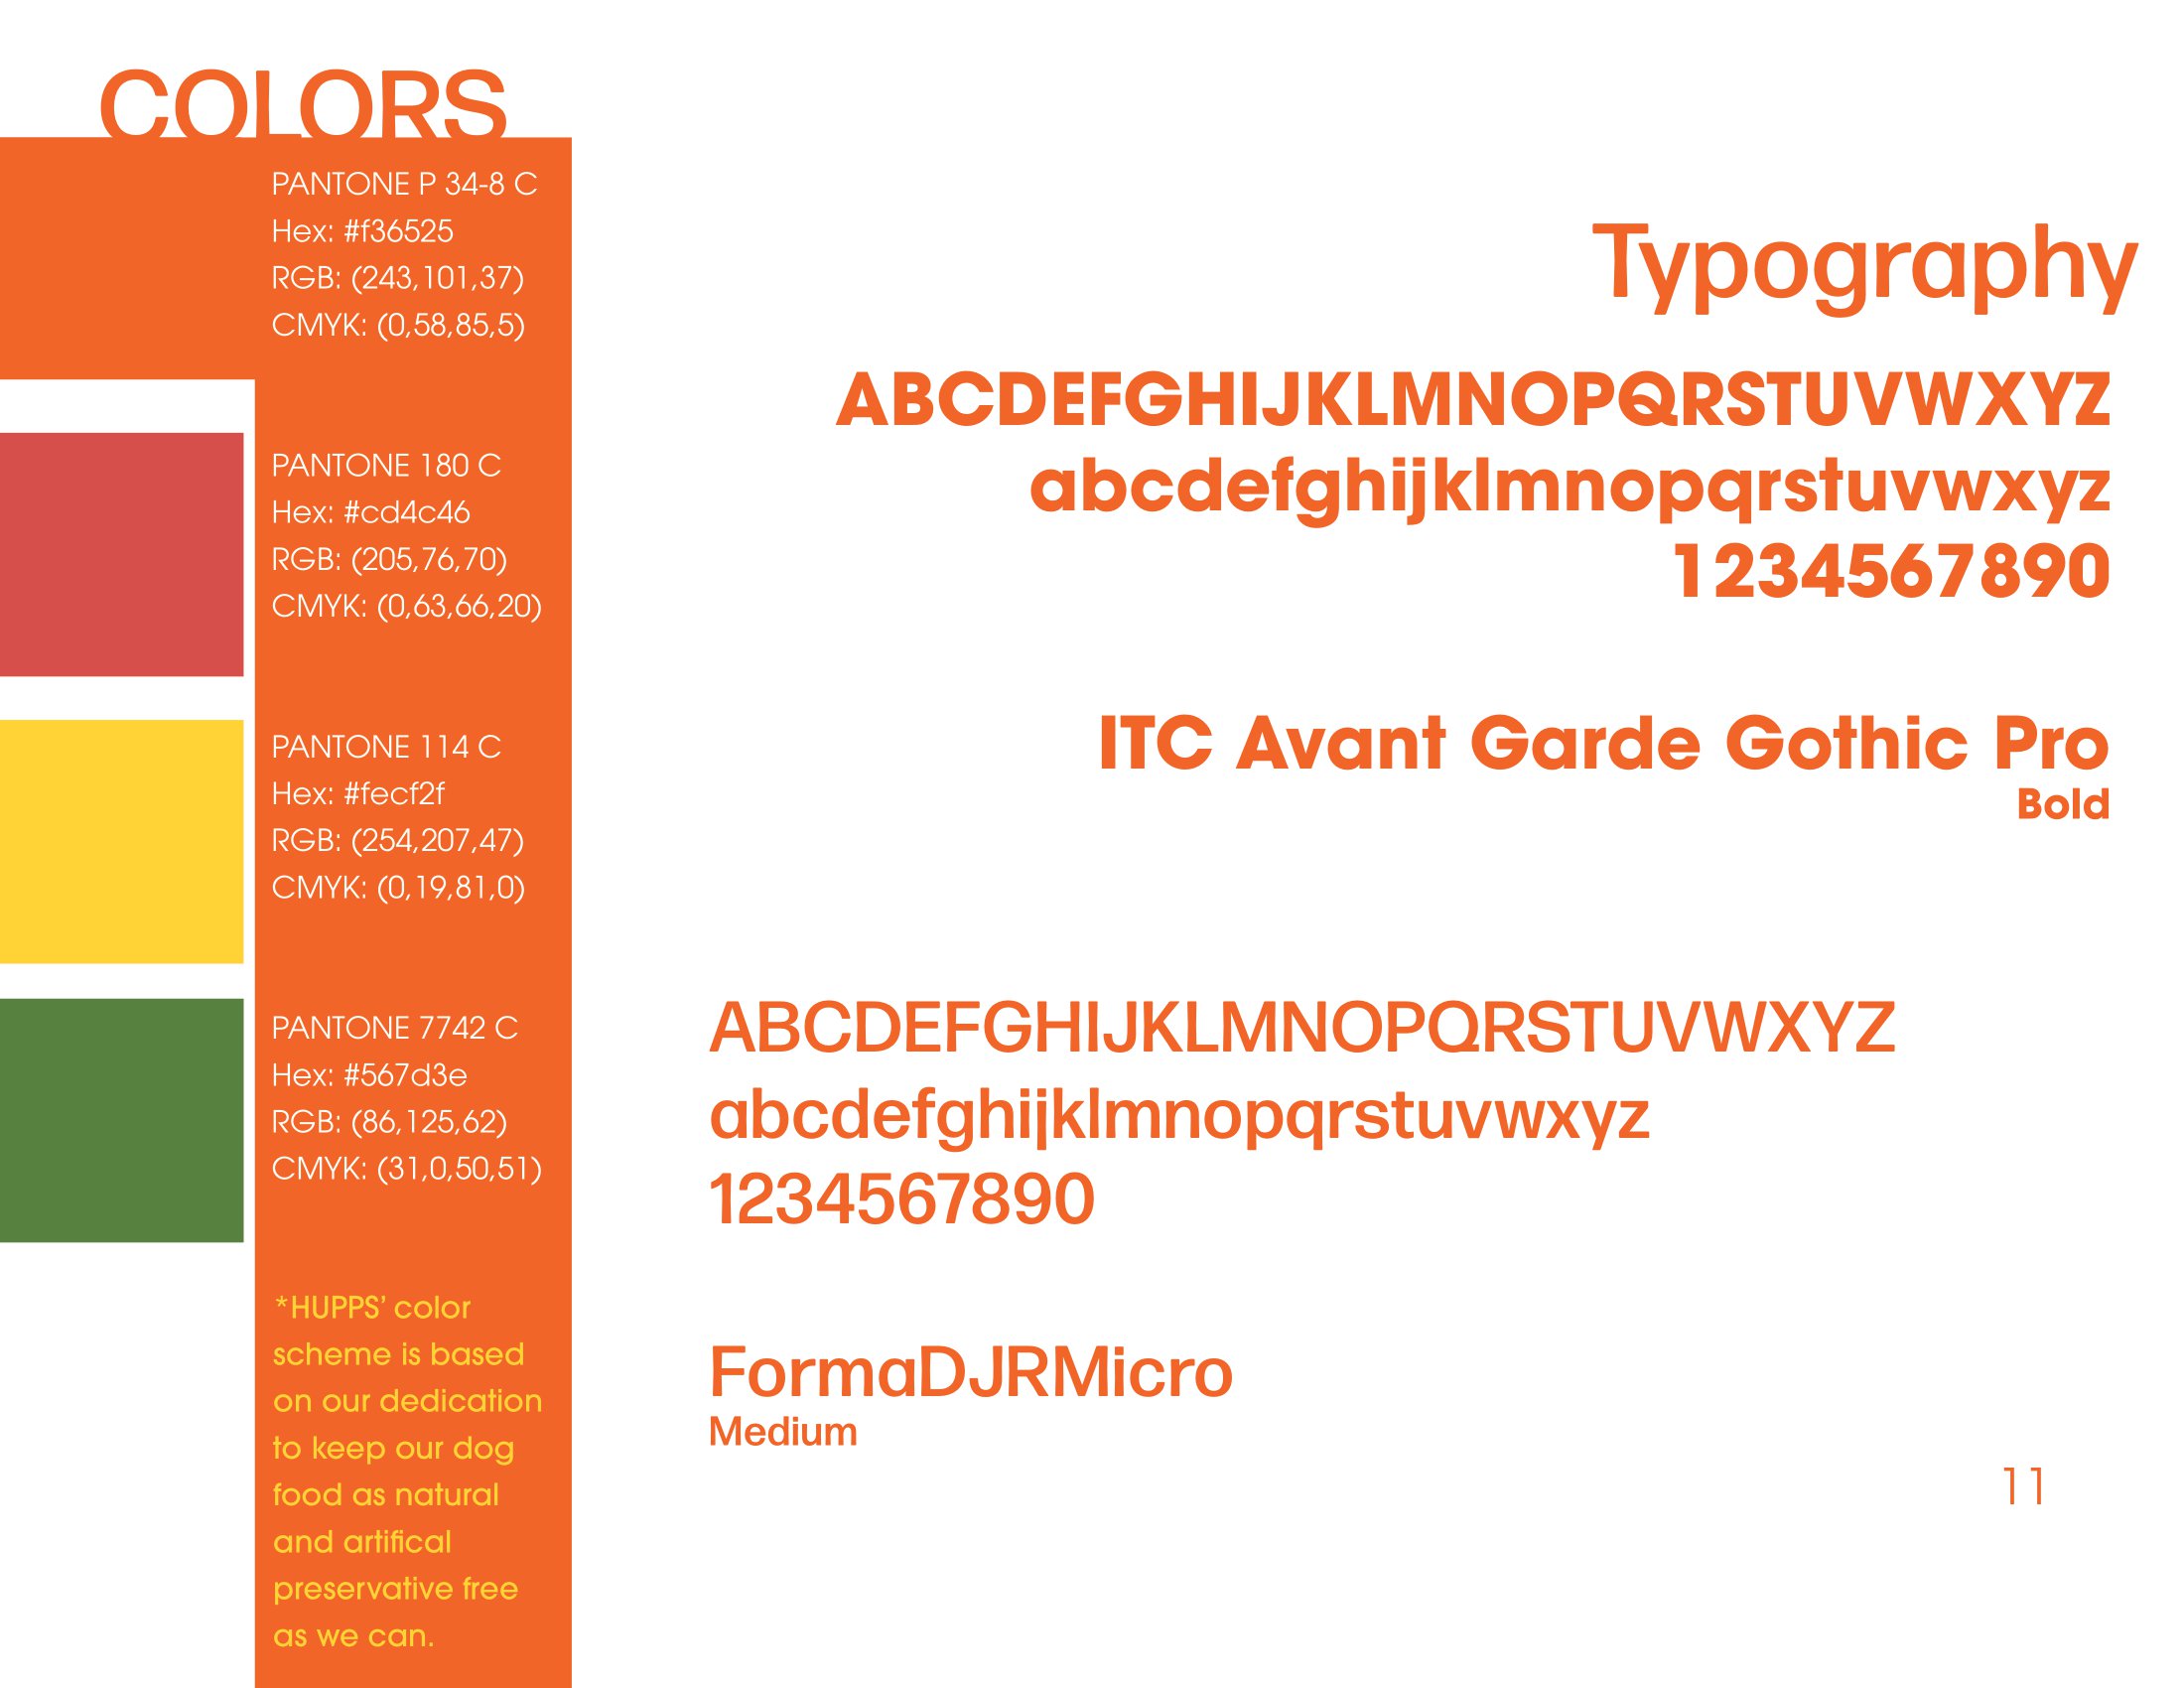 COLORS
PANTONE P 34-8 C
Hex: #f36525
RGB: (243,101,37)
CMYK: (0,58,85,5)
PANTONE 180 C
Hex: #cd4c46
RGB: (205,76,70)
CMYK: (0,63,66,20)
PANTONE 114 C
Hex: #fecf2f
RGB: (254,207,47)
CMYK: (0,19,81,0)
PANTONE 7742 C
Hex: #567d3e
RGB: (86,125,62)
CMYK: (31,0,50,51)
*HUPPS’ color
scheme is based
on our dedication
to keep our dog
food as natural
and artifical
preservative free
as we can.
Typography
ABCDEFGHIJKLMNOPQRSTUVWXYZ
abcdefghijklmnopqrstuvwxyz
1234567890
ITC Avant Garde Gothic Pro
Bold
ABCDEFGHIJKLMNOPQRSTUVWXYZ
abcdefghijklmnopqrstuvwxyz
1234567890
FormaDJRMicro
Medium
11